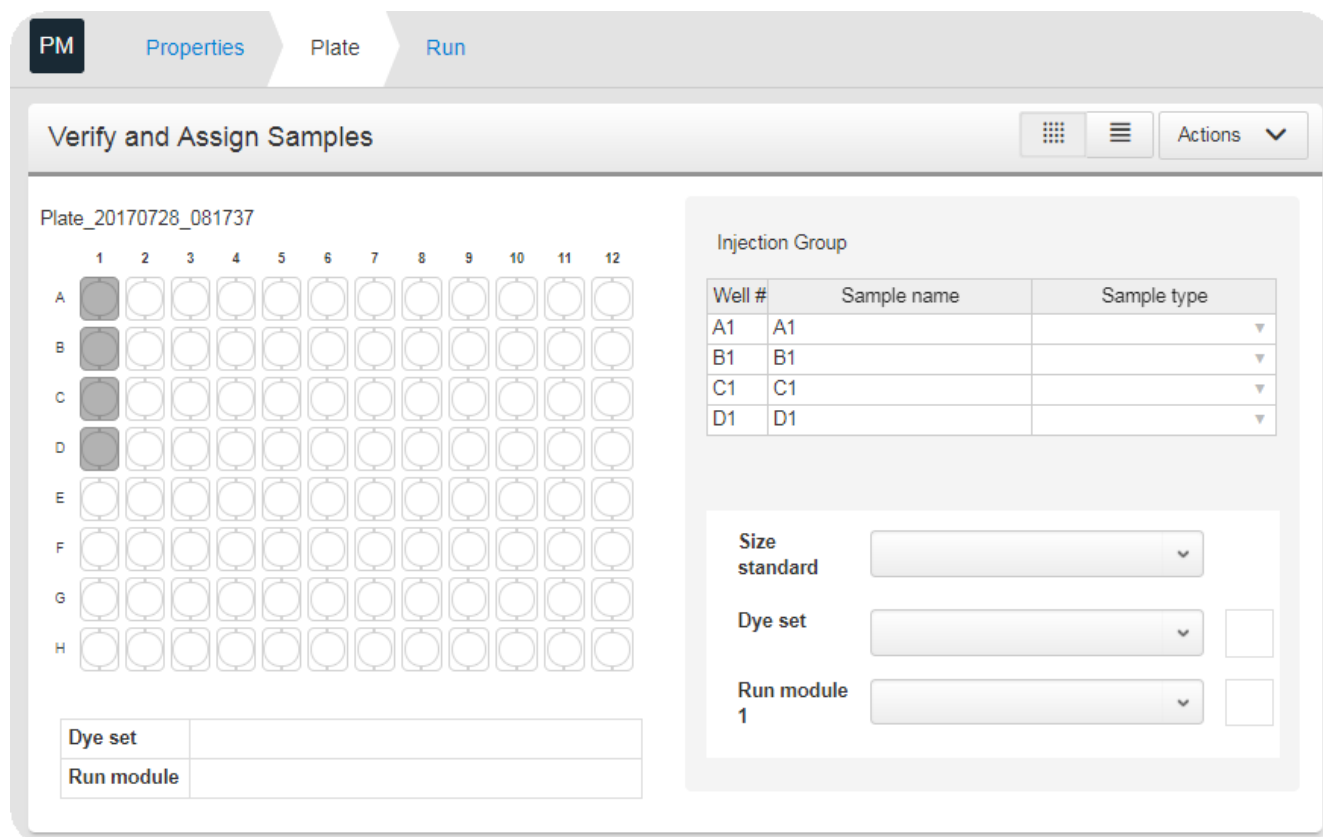 PM Properties Plate Run
Verify and Assign Samples Actions
Plate_20170728_081737
1 2 3 4 5 6 7 8 9 10 11 12
A
B
C
D
E
F
G
H
Dye set
Run module
Injection Group
Well # Sample name Sample type
A1 A1
B1 B1
C1 C1
D1 D1
Size
standard
Dye set
Run module
1